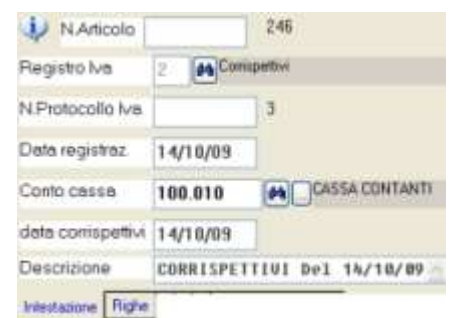 N.Articolo 246
Registro Iva 2 Corrispettivi
N.Protocollo Iva 3
Data registraz 14/10/09
Conto cassa 100.010 CASSA CONTANTI
data corrispettivi 14/10/09
Descrizione CORRISPETTIVI Del 14/10/09
Intestazione Righe